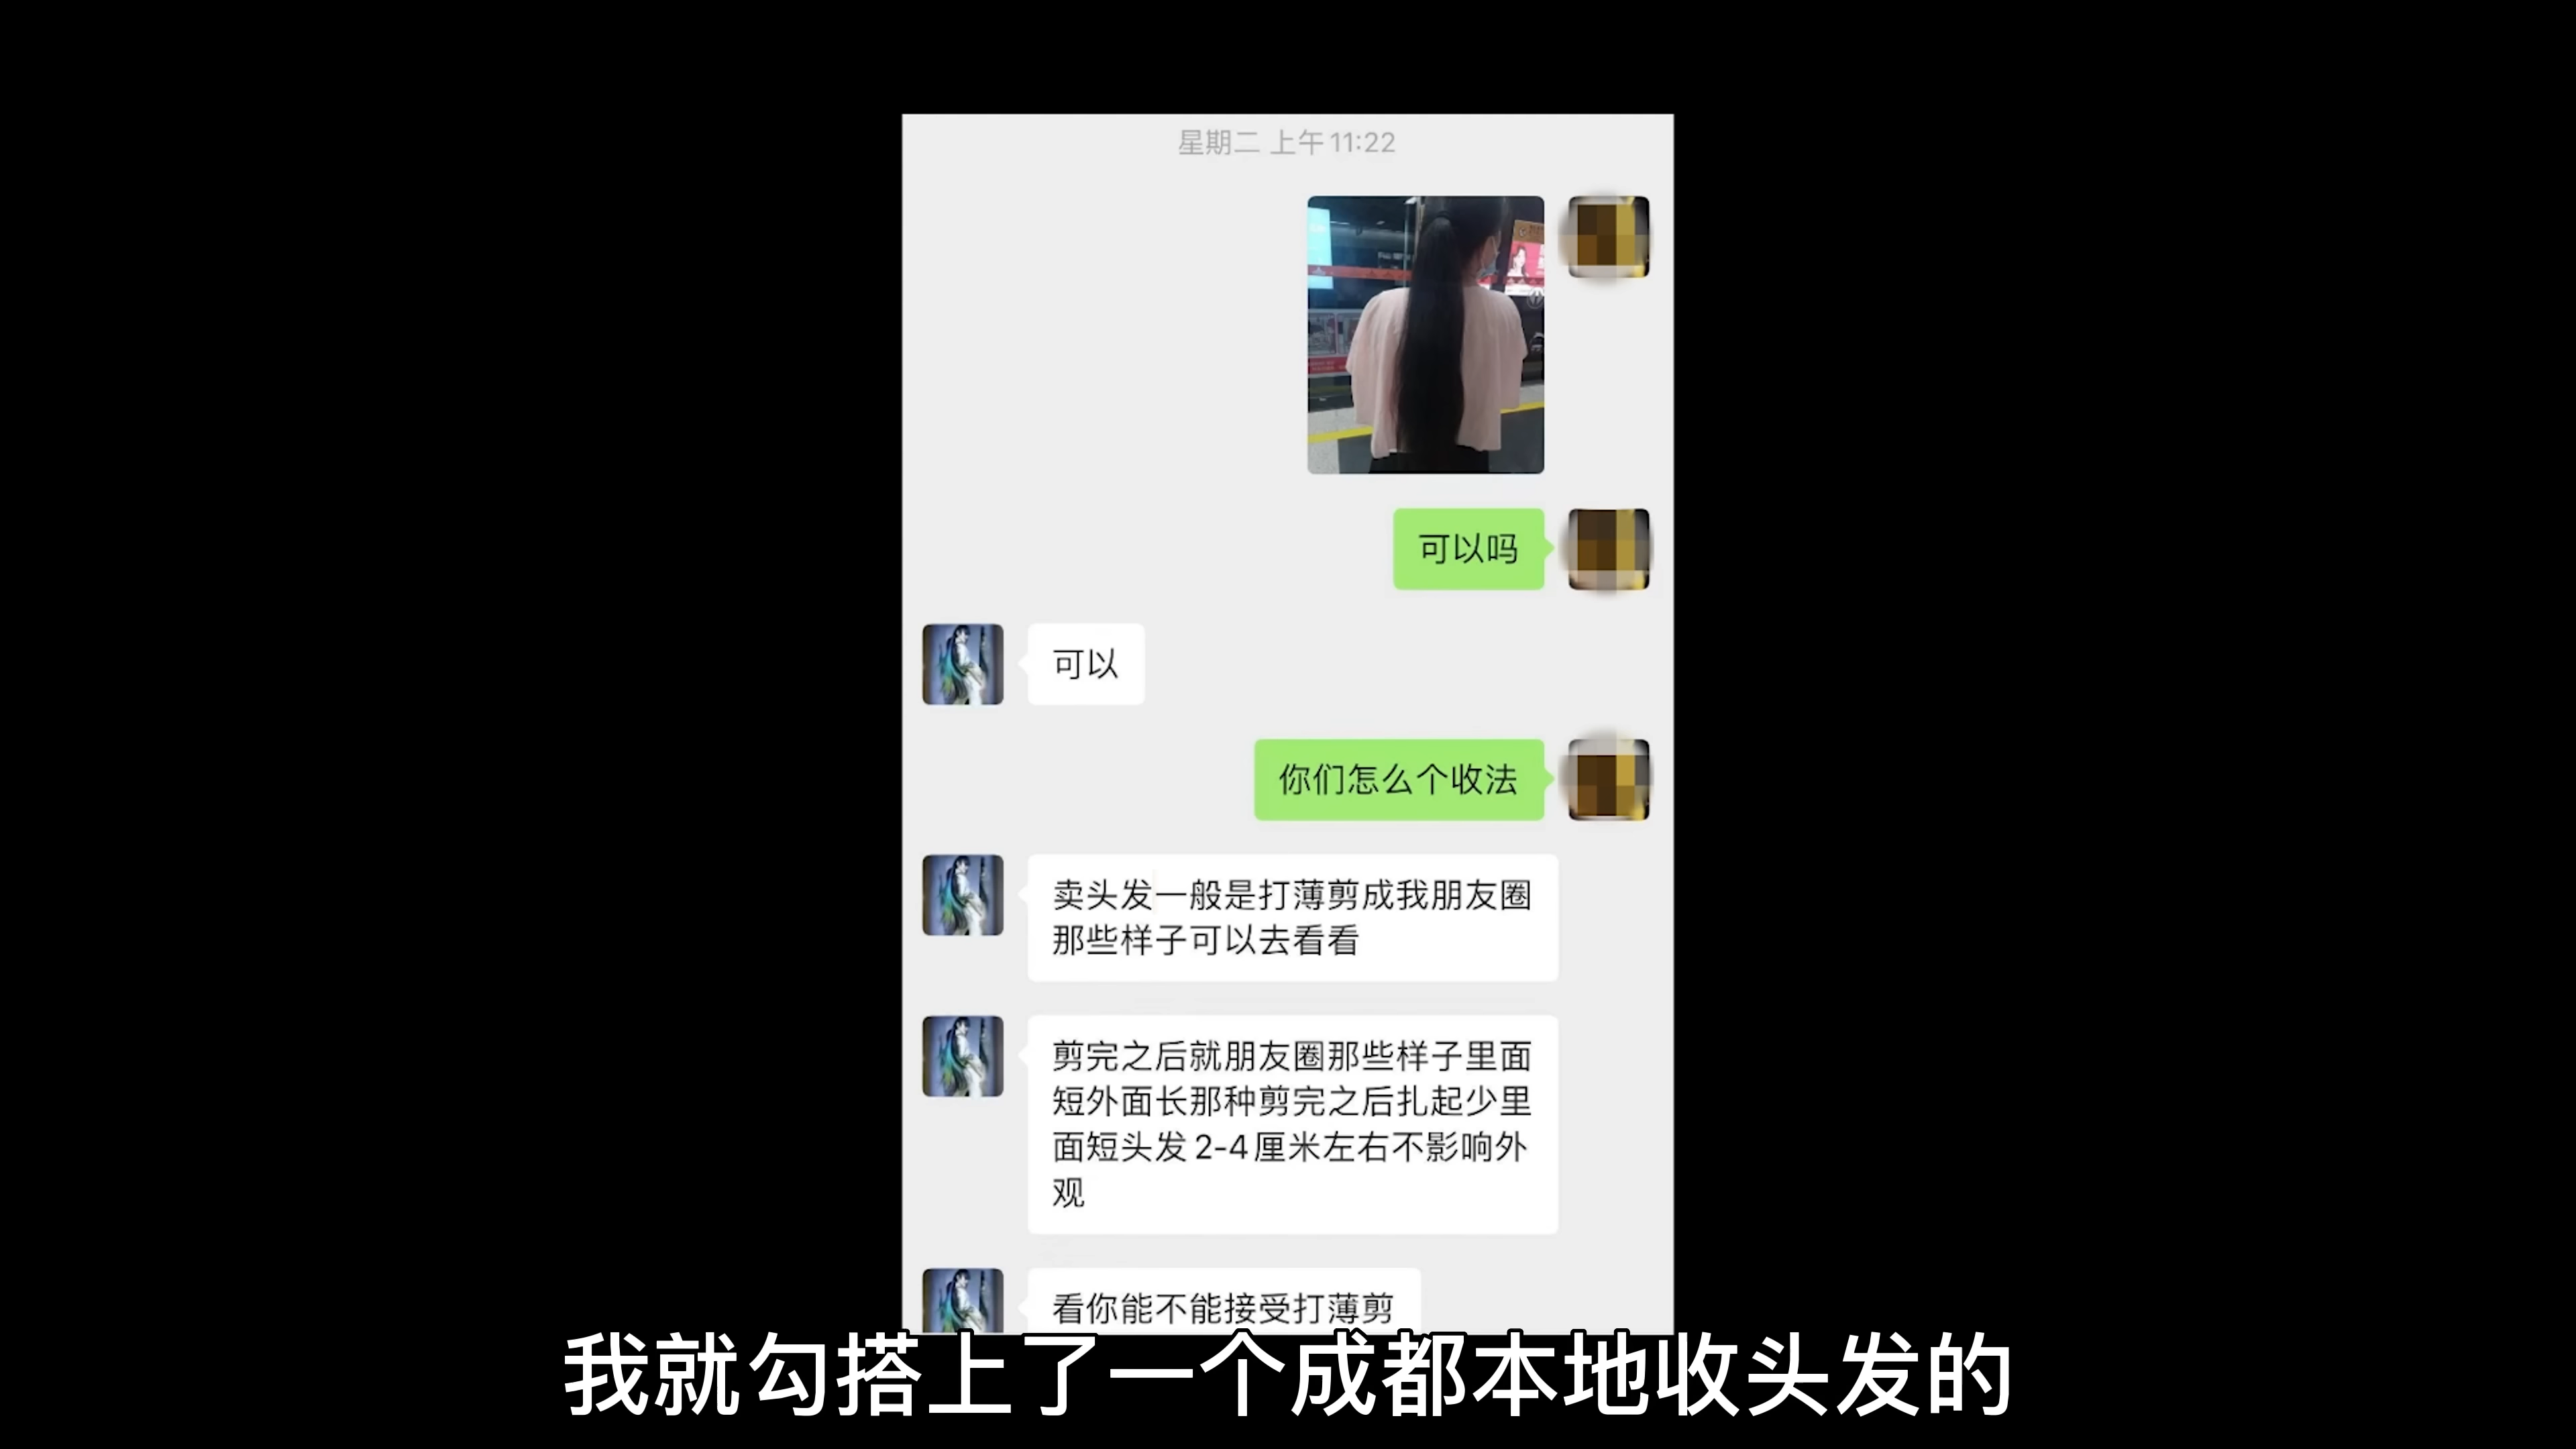 星期二 上午11:22
可以吗
可以
你们怎么个收法
卖头发一般是打薄剪成我朋友圈
那些样子可以去看看
剪完之后就朋友圈那些样子里面
短外面长那种剪完之后扎起少里
面短头发2-4厘米左右不影响外
观
看你能不能接受打薄剪
我就勾搭上了一个成都本地收头发的